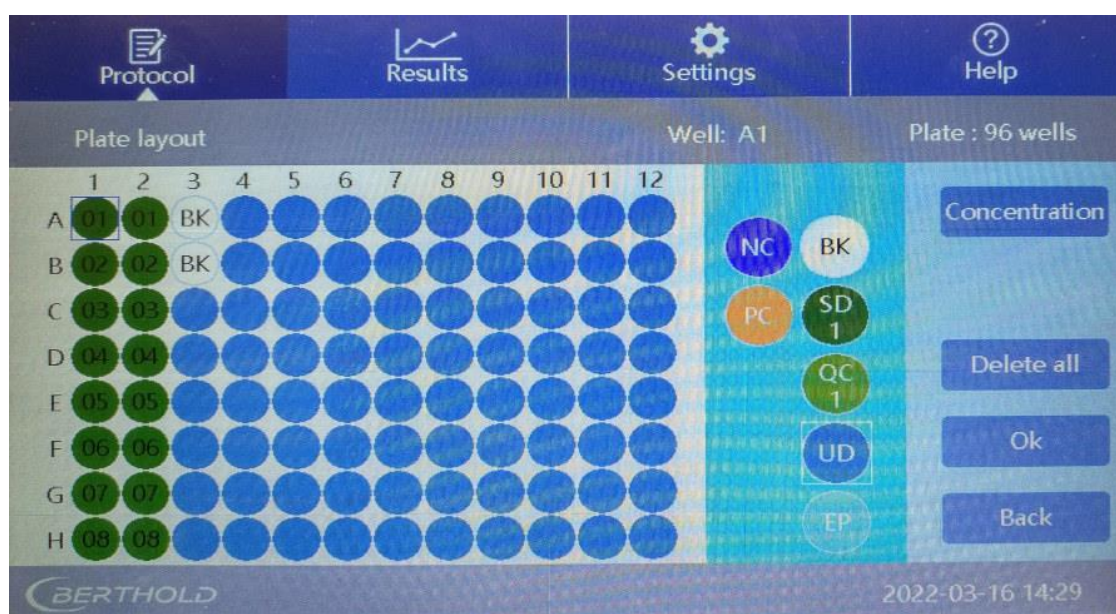 Protocol Results Settings Help
Plate layout Well: A1 Plate : 96 wells
1 2 3 4 5 6 7 8 9 10 11 12
A 01 01 BK
B 02 02 BK
C 03 03
D 04 04
E 05 05
F 06 06
G 07 07
H 08 08
NC BK
PC SD 1
QC 1
UD
EP
Concentration
Delete all
Ok
Back
BERTHOLD 2022-03-16 14:29